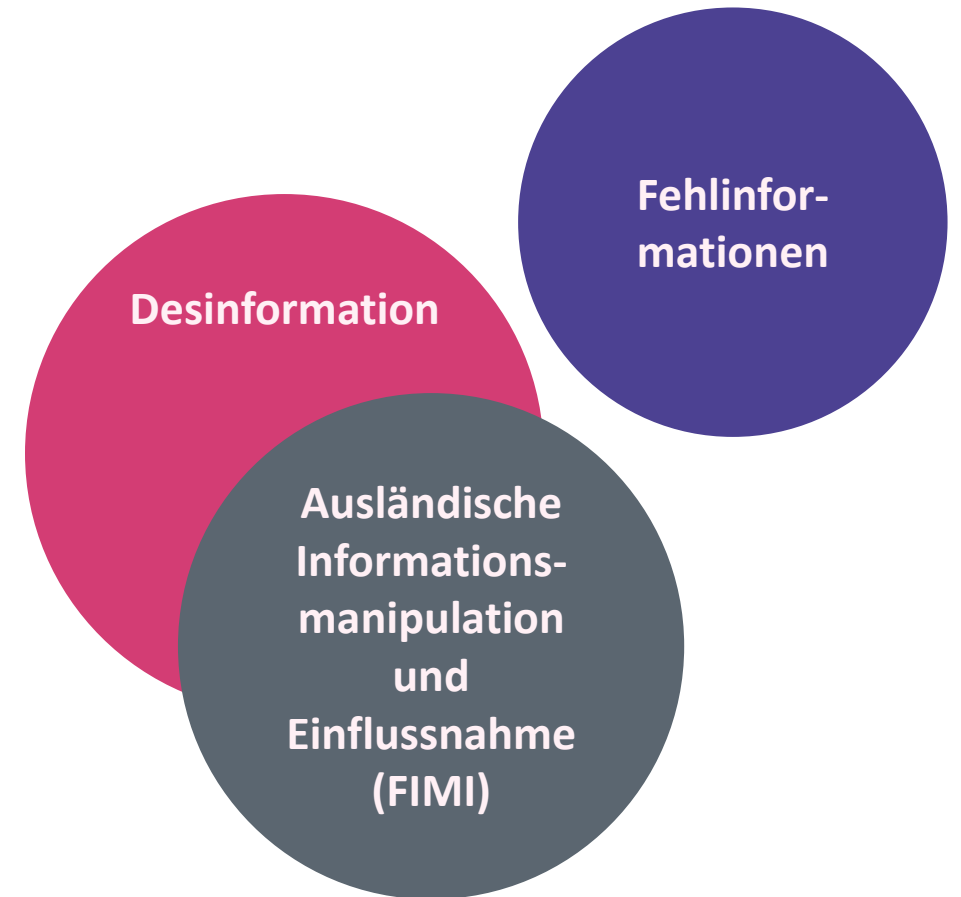 Fehlinfor-
mationen
Desinformation
Ausländische
Informations-
manipulation
und
Einflussnahme
(FIMI)